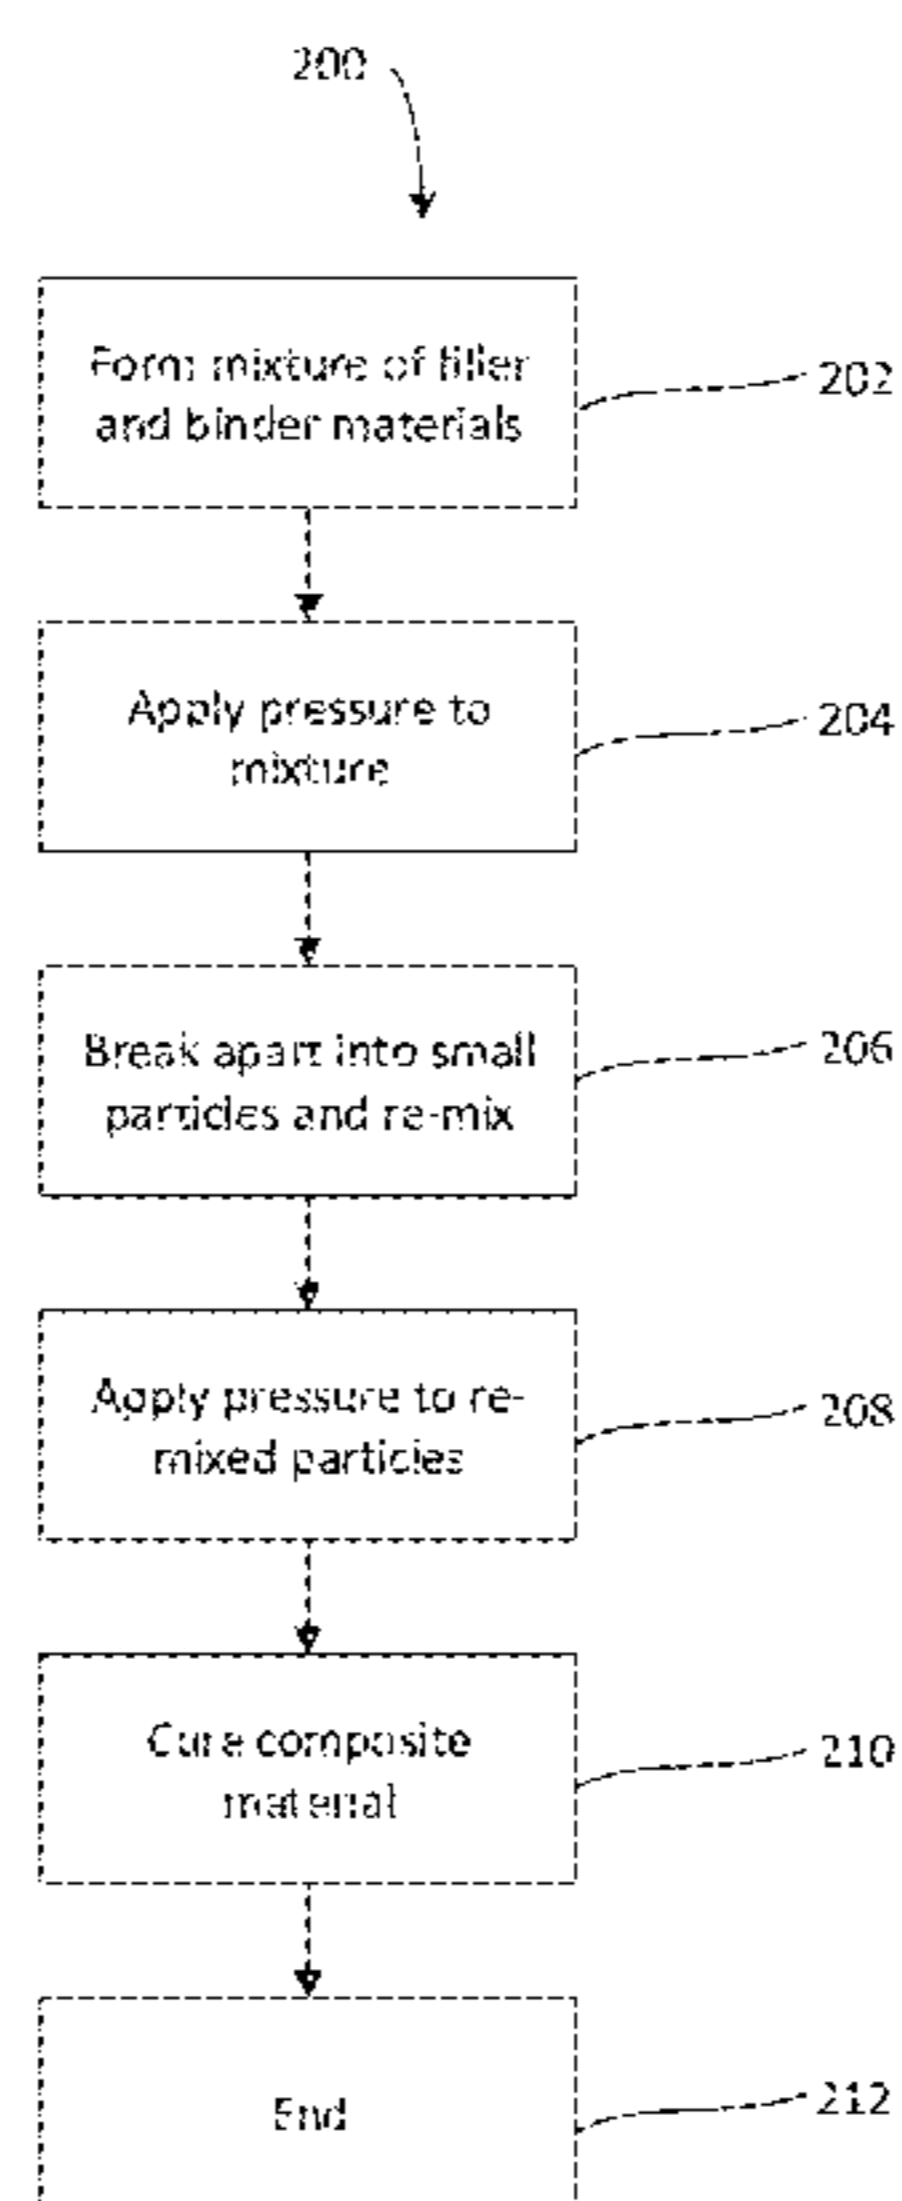 200
Form mixture of filler
and binder materials
202
Apply pressure to
mixture
204
Break apart into small
particles and re-mix
206
Apply pressure to re-
mixed particles
208
Cure composite
material
210
End
212